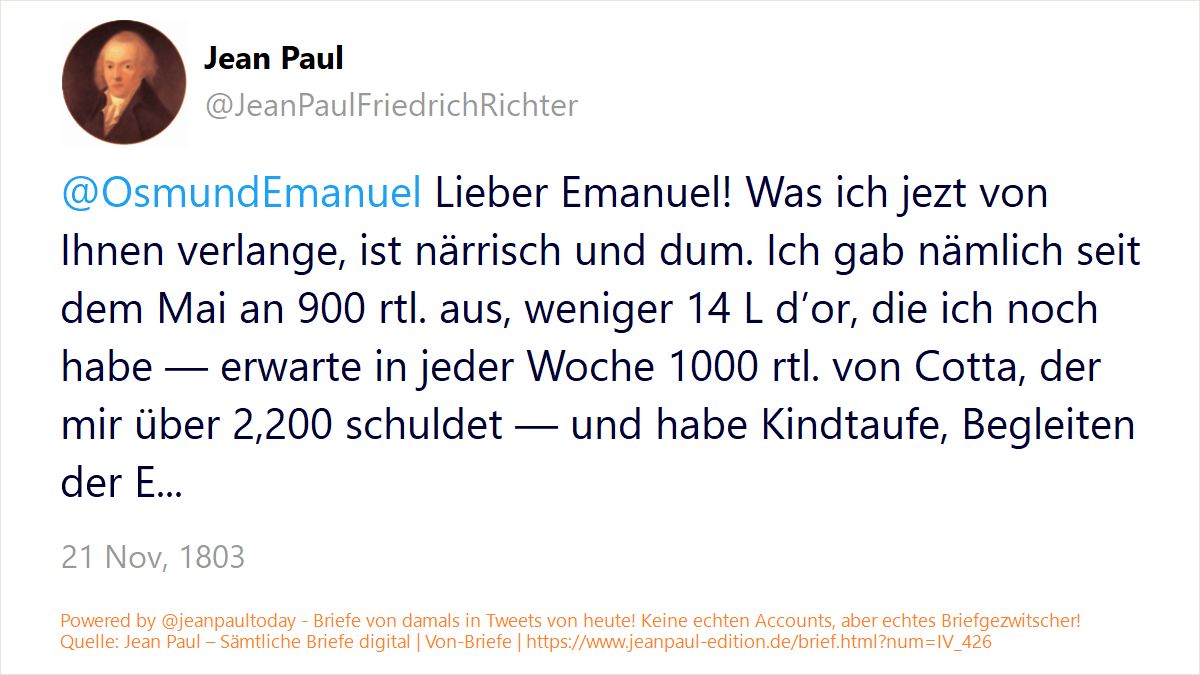 Jean Paul
@JeanPaulFriedrichRichter
@OsmundEmanuel Lieber Emanuel! Was ich jezt von
Ihnen verlange, ist närrisch und dum. Ich gab nämlich seit
dem Mai an 900 rtl. aus, weniger 14 L d’or, die ich noch
habe — erwarte in jeder Woche 1000 rtl. von Cotta, der
mir über 2,200 schuldet — und habe Kindtaufe, Begleiten
der E...
21 Nov, 1803
Powered by @jeanpaultoday - Briefe von damals in Tweets von heute! Keine echten Accounts, aber echtes Briefgezwitscher!
Quelle: Jean Paul – Sämtliche Briefe digital | Von-Briefe | https://www.jeanpaul-edition.de/brief.html?num=IV_426